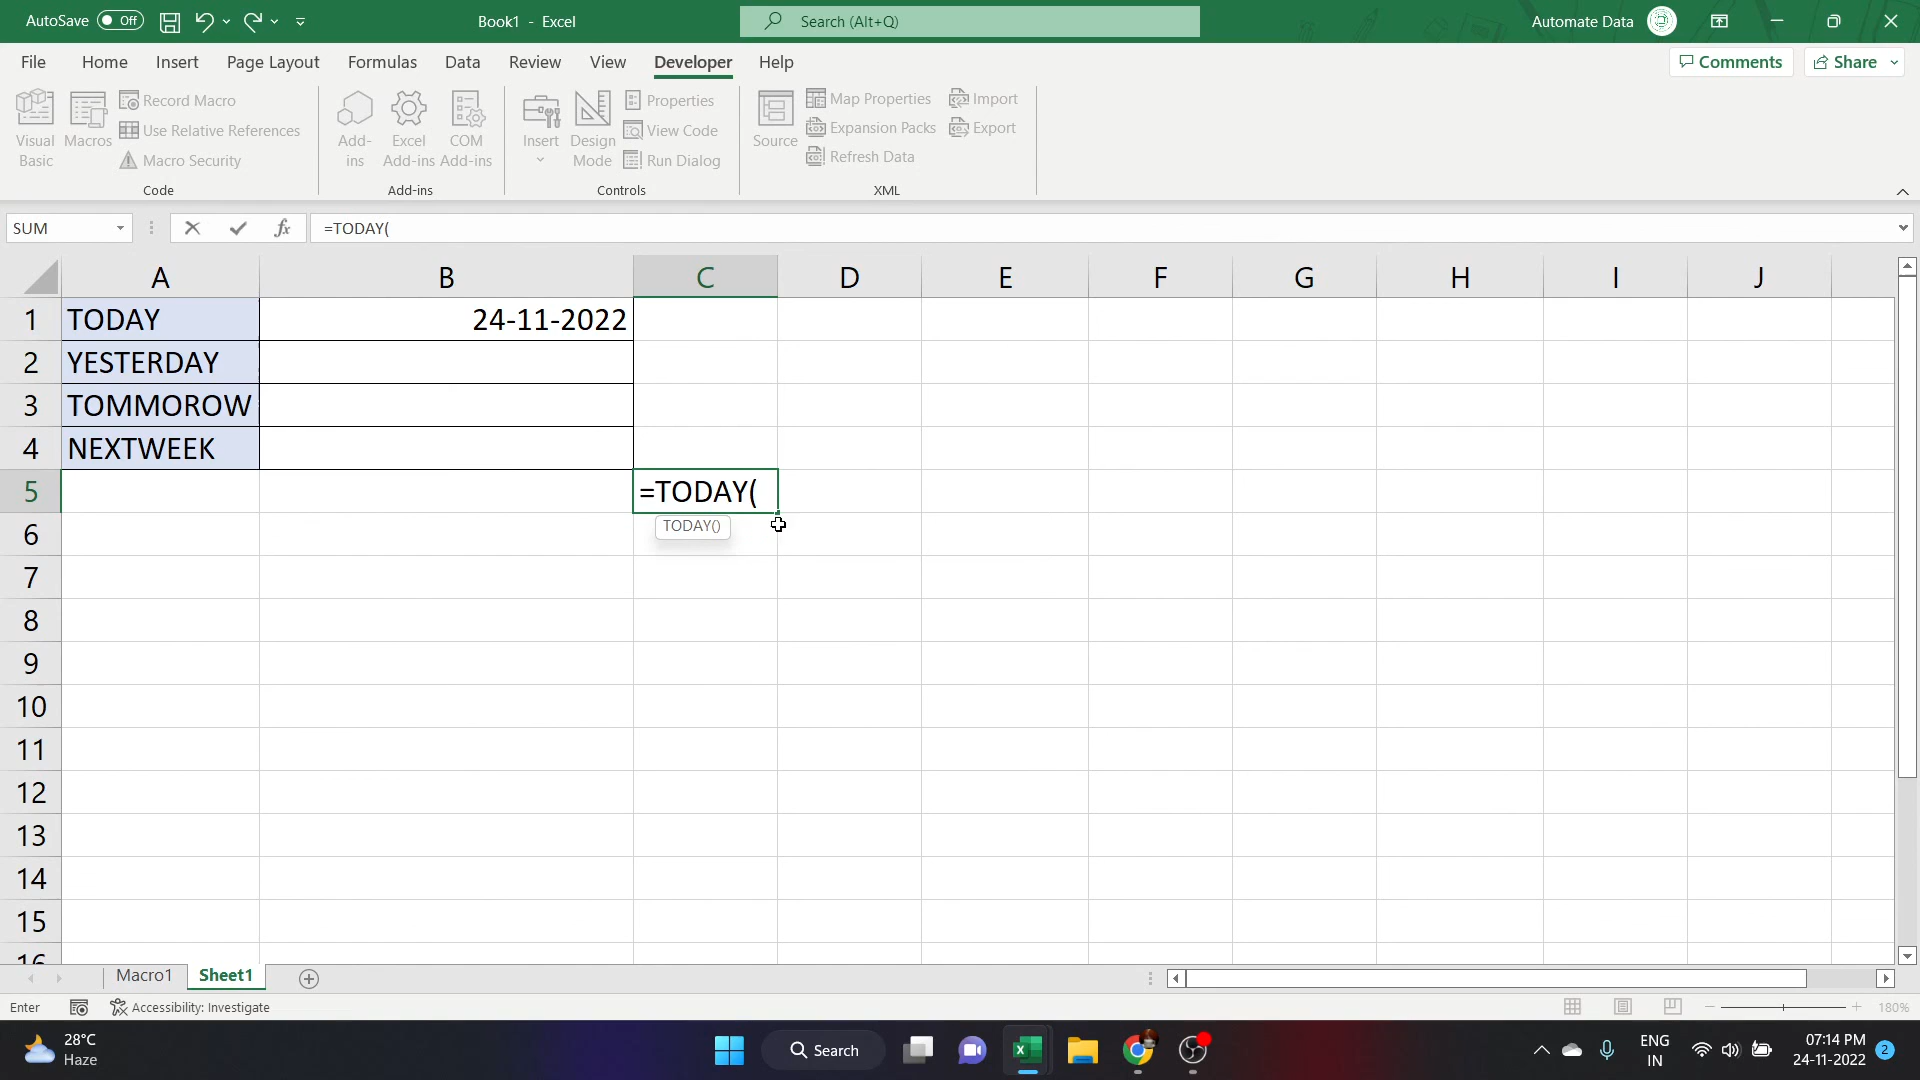 AutoSave Off Book1 - Excel Search (Alt+Q) Automate Data
File Home Insert Page Layout Formulas Data Review View Developer Help Comments Share
Visual Basic
Macros
Record Macro
Use Relative References
Macro Security
Code
Add-ins
Excel Add-ins
COM Add-ins
Add-ins
Insert
Design Mode
Properties
View Code
Run Dialog
Controls
Source
Map Properties
Expansion Packs
Refresh Data
Import
Export
XML
SUM fx =TODAY(
A B C D E F G H I J
1 TODAY 24-11-2022
2 YESTERDAY
3 TOMMOROW
4 NEXTWEEK
5 =TODAY(
TODAY()
6
7
8
9
10
11
12
13
14
15
16
Macro1 Sheet1
Enter Accessibility: Investigate 180%
28°C
Haze
Search
ENG
IN
07:14 PM
24-11-2022
2